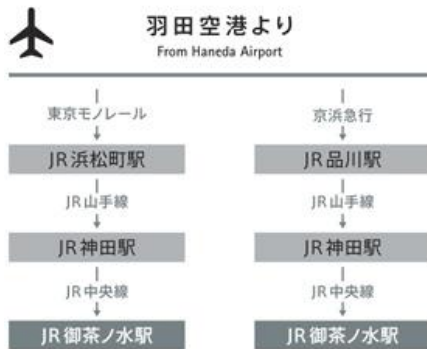 羽田空港より
From Haneda Airport
東京モノレール
JR浜松町駅
JR山手線
JR神田駅
JR中央線
JR御茶ノ水駅
京浜急行
JR品川駅
JR山手線
JR神田駅
JR中央線
JR御茶ノ水駅